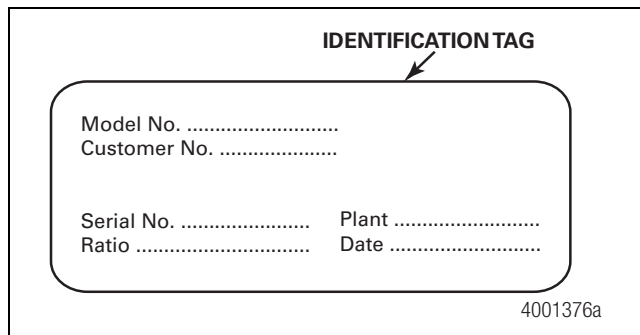 IDENTIFICATION TAG
Model No. ...........................
Customer No. .....................
Serial No. ....................... Plant ..........................
Ratio ............................... Date ...........................
4001376a